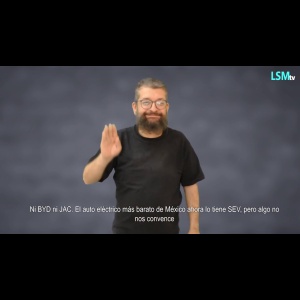 LSMtv
Ni BYD ni JAC. El auto eléctrico más barato de México ahora lo tiene SEV, pero algo no
nos convence